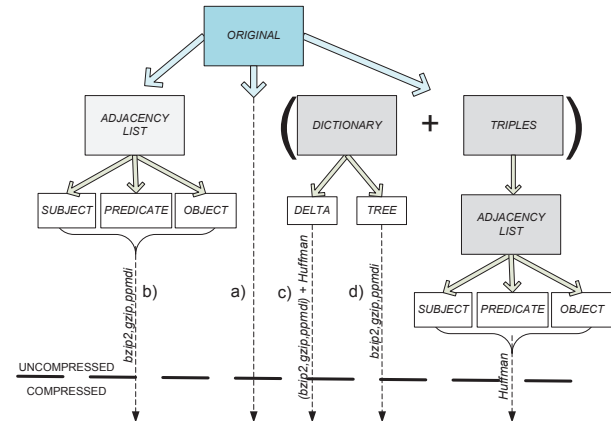 ORIGINAL
ADJACENCY
LIST
SUBJECT
PREDICATE
OBJECT
(
DICTIONARY
+
TRIPLES
)
DELTA
TREE
ADJACENCY
LIST
SUBJECT
PREDICATE
OBJECT
b)
bzip2,gzip,ppmdi
a)
c)
(bzip2,gzip,ppmdi) + Huffman
d)
bzip2,gzip,ppmdi
Huffman
UNCOMPRESSED
COMPRESSED